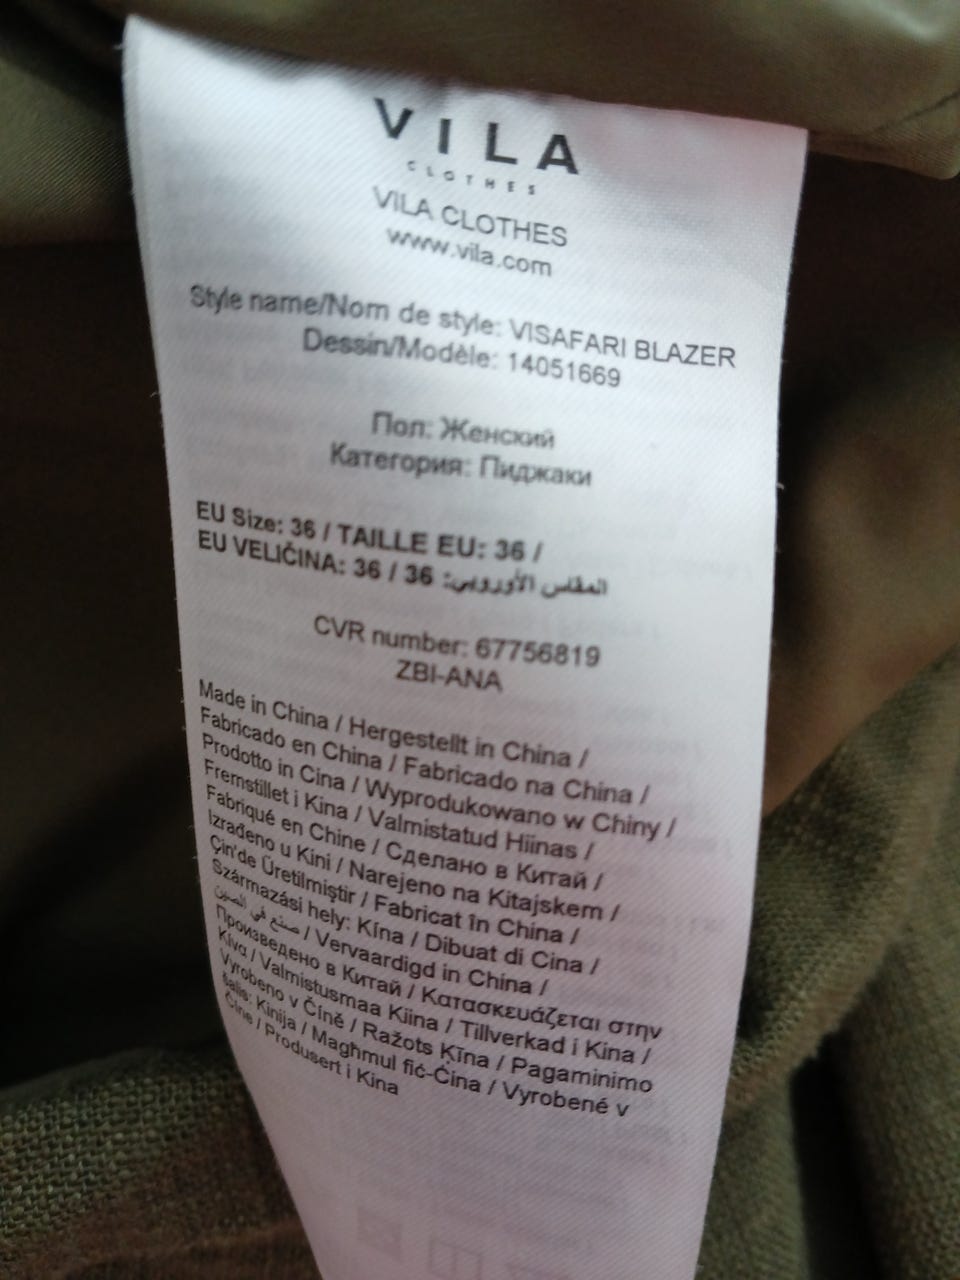 VILA
CLOTHES
VILA CLOTHES
www.vila.com
Style name/Nom de style: VISAFARI BLAZER
Dessin/Modèle: 14051669
Пол: Женский
Категория: Пиджаки
EU Size: 36 / TAILLE EU: 36 /
EU VELIČINA: 36 / 36 :المقاس الأوروبي
CVR number: 67756819
ZBI-ANA
Made in China / Hergestellt in China /
Fabricado en China / Fabricado na China /
Prodotto in Cina / Wyprodukowano w Chiny /
Fremstillet i Kina / Valmistatud Hiinas /
Fabriqué en Chine / Сделано в Китай /
Izrađeno u Kini / Narejeno na Kitajskem /
Çin'de Üretilmiştir / Fabricat în China /
Származási hely: Kína / Dibuat di Cina /
صنع في الصين / Vervaardigd in China /
Произведено в Китай / Κατασκευάζεται στην
Κίνα / Valmistusmaa Kiina / Tillverkad i Kina /
Vyrobeno v Číně / Ražots Ķīna / Pagaminimo
šalis: Kinija / Magħmul fiċ-Ċina / Vyrobené v
Číne / Produsert i Kina